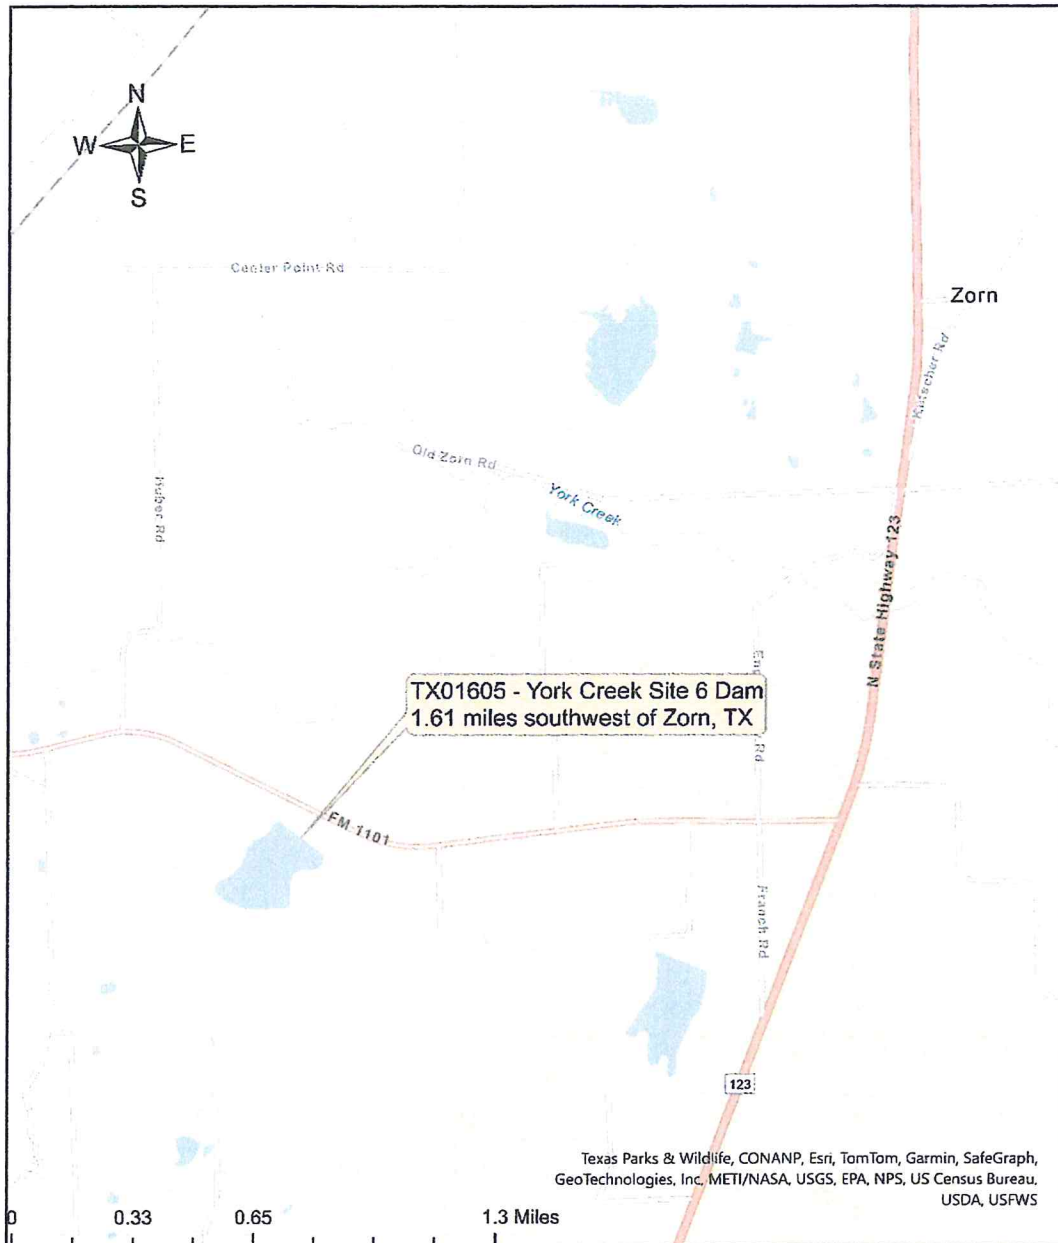 N
W
E
S
Center Point Rd
Zorn
Kutscher Rd
Old Zorn Rd
York Creek
Huber Rd
N State Highway 123
TX01605 - York Creek Site 6 Dam
1.61 miles southwest of Zorn, TX
Rd
FM 1101
Franch Rd
123
Texas Parks & Wildlife, CONANP, Esri, TomTom, Garmin, SafeGraph,
GeoTechnologies, Inc, METI/NASA, USGS, EPA, NPS, US Census Bureau,
USDA, USFWS
0 0.33 0.65 1.3 Miles